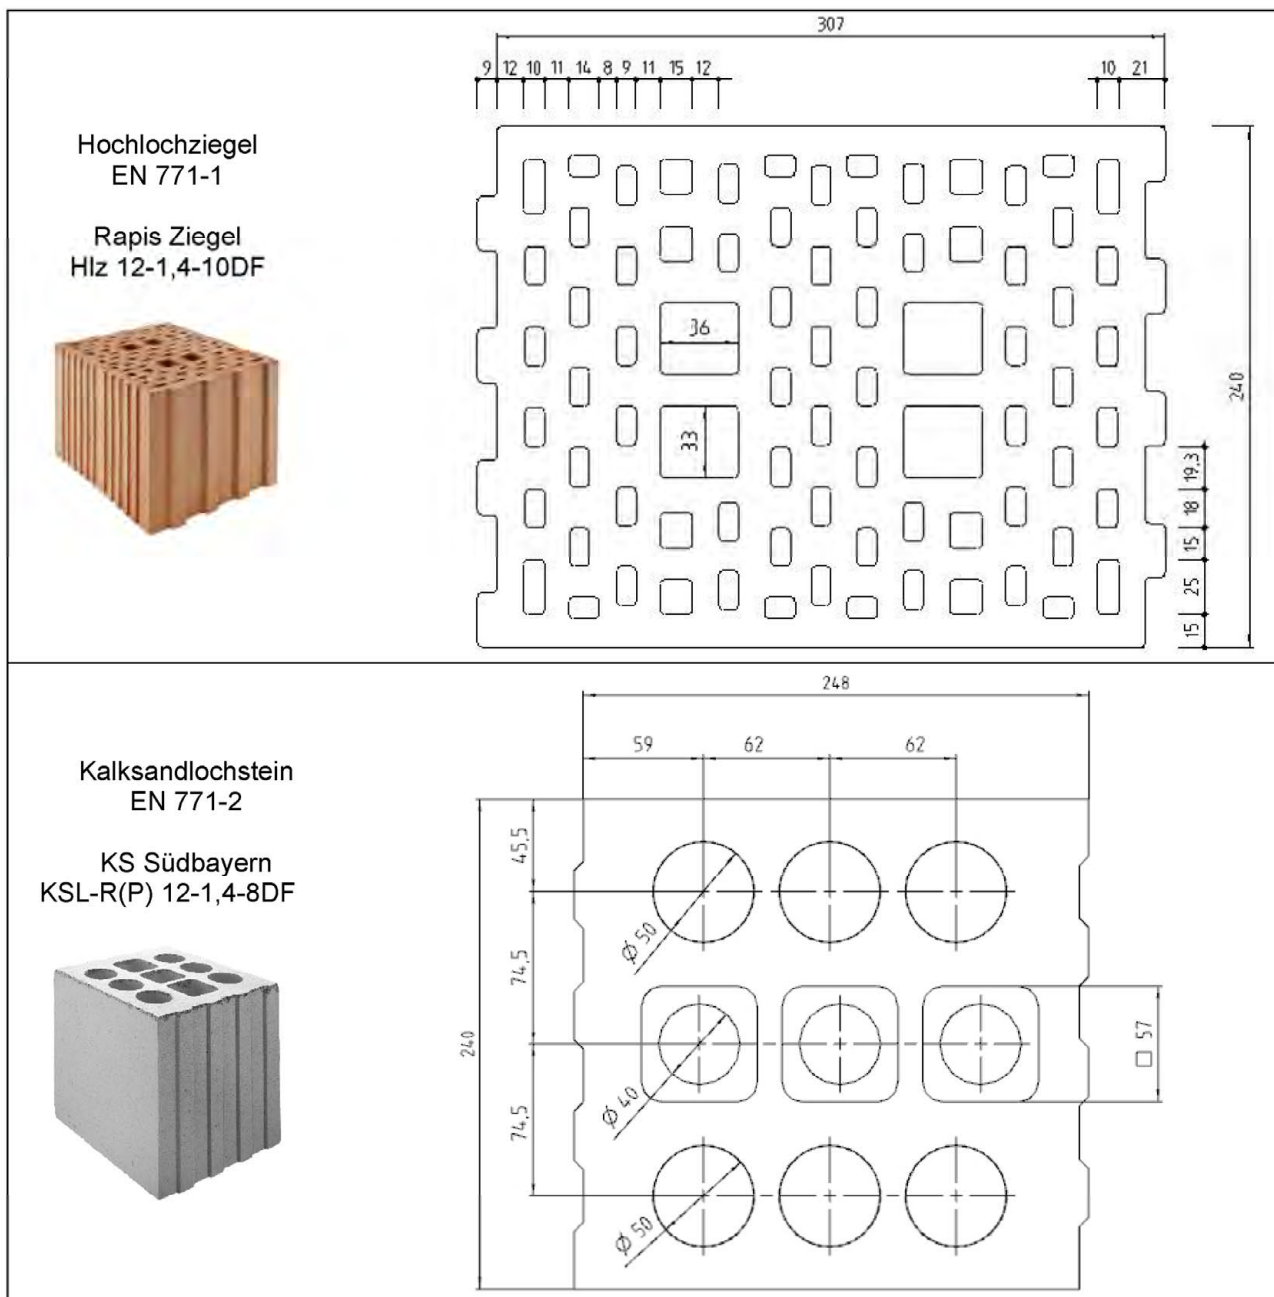 307
9 12 10 11 14 8 9 11 15 12 10 21
Hochlochziegel
EN 771-1
Rapis Ziegel
Hlz 12-1,4-10DF
36
33
240
19,3
18
15
25
15
248
59 62 62
Kalksandlochstein
EN 771-2
KS Südbayern
KSL-R(P) 12-1,4-8DF
45,5
74,5
74,5
240
Ø 50
Ø 40
Ø 50
□ 57